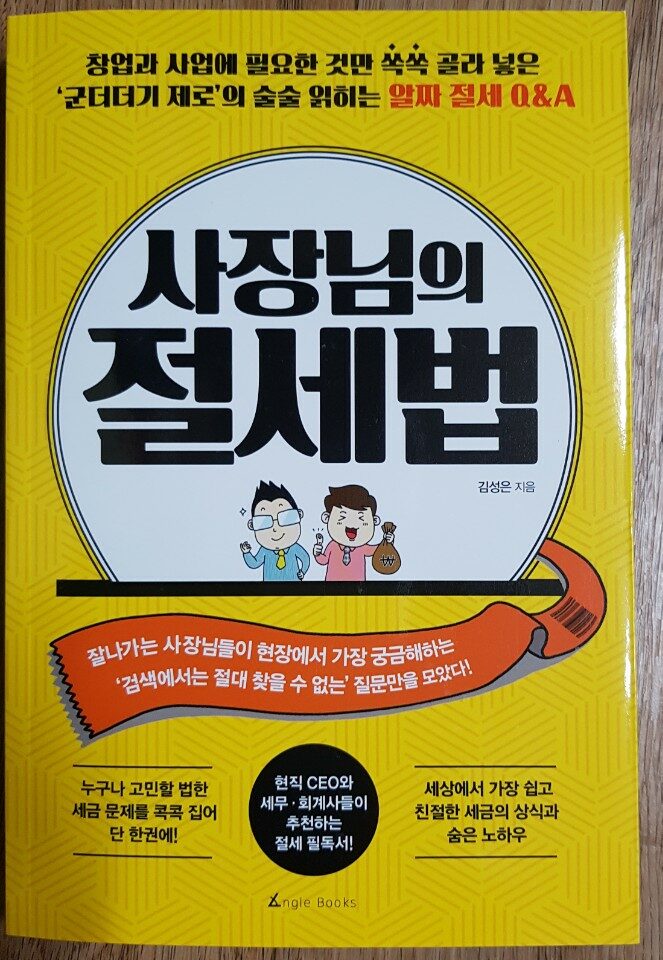 창업과 사업에 필요한 것만 쏙쏙 골라 넣은
‘군더더기 제로’의 술술 읽히는 알짜 절세 Q&A
사장님의
절세법
김성은 지음
₩
잘나가는 사장님들이 현장에서 가장 궁금해하는
‘검색에서는 절대 찾을 수 없는’ 질문만을 모았다!
누구나 고민할 법한
세금 문제를 콕콕 집어
단 한권에!
현직 CEO와
세무·회계사들이
추천하는
절세 필독서!
세상에서 가장 쉽고
친절한 세금의 상식과
숨은 노하우
Angle Books